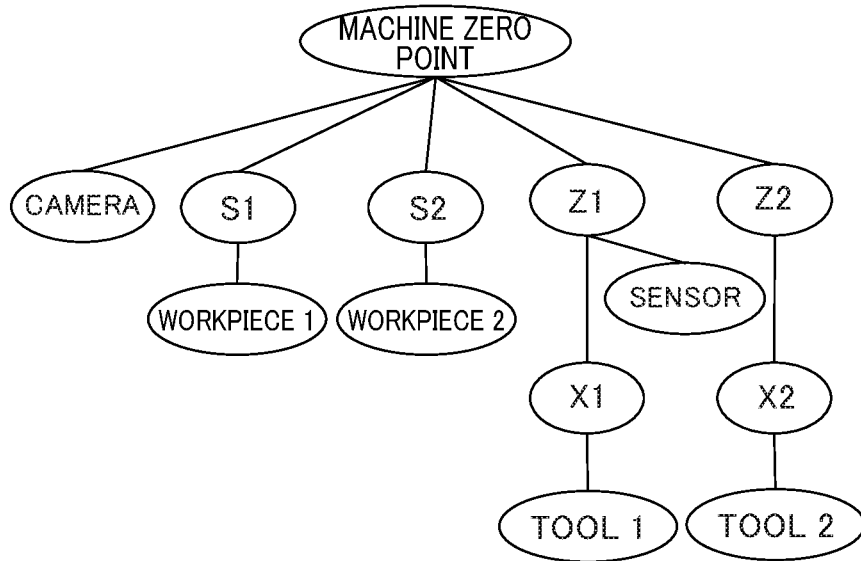 MACHINE ZERO
POINT
CAMERA
S1
S2
Z1
Z2
WORKPIECE 1
WORKPIECE 2
SENSOR
X1
X2
TOOL 1
TOOL 2